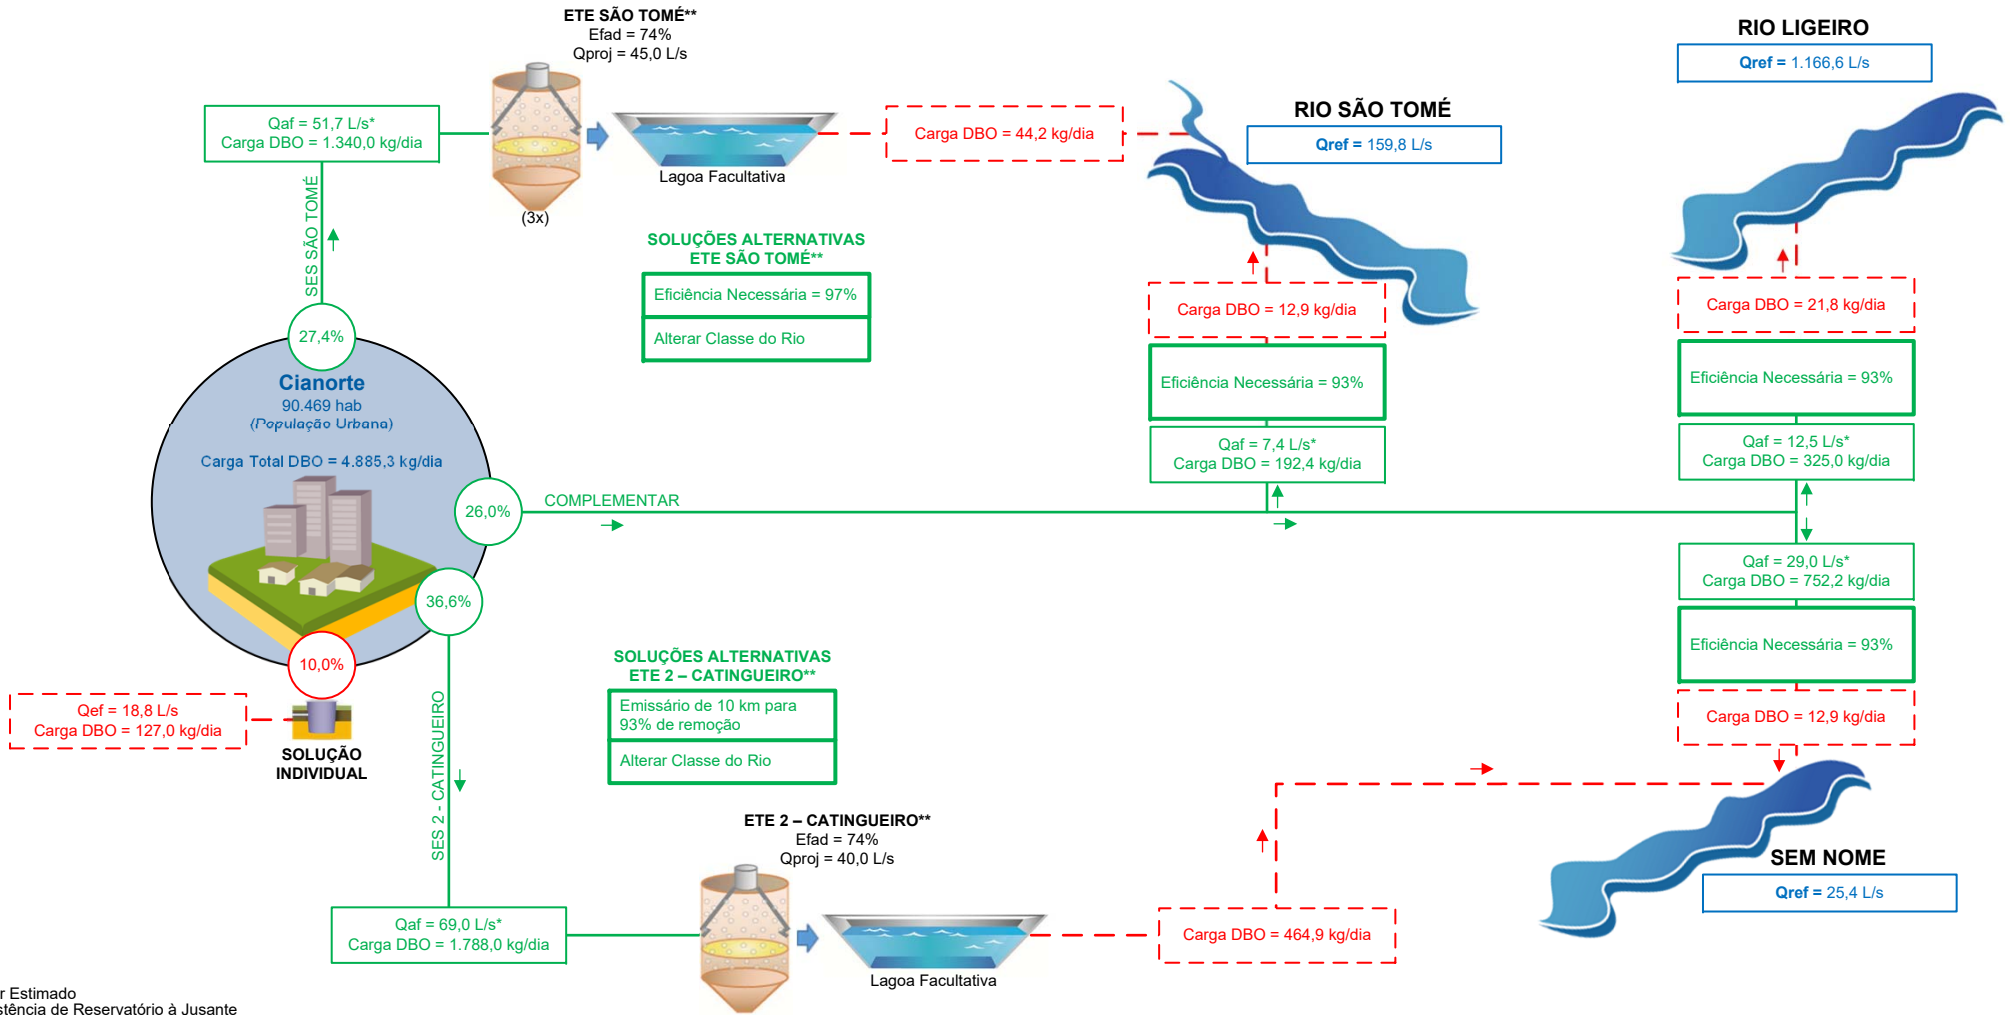 ETE SÃO TOMÉ**
Efad = 74%
Qproj = 45,0 L/s
RIO LIGEIRO
Qref = 1.166,6 L/s
Qaf = 51,7 L/s*
Carga DBO = 1.340,0 kg/dia
Carga DBO = 44,2 kg/dia
RIO SÃO TOMÉ
Qref = 159,8 L/s
Lagoa Facultativa
(3x)
SES SÃO TOMÉ
SOLUÇÕES ALTERNATIVAS
ETE SÃO TOMÉ**
Eficiência Necessária = 97%
Alterar Classe do Rio
Carga DBO = 12,9 kg/dia
Carga DBO = 21,8 kg/dia
27,4%
Cianorte
90.469 hab
(População Urbana)
Carga Total DBO = 4.885,3 kg/dia
Eficiência Necessária = 93%
Eficiência Necessária = 93%
Qaf = 7,4 L/s*
Carga DBO = 192,4 kg/dia
Qaf = 12,5 L/s*
Carga DBO = 325,0 kg/dia
26,0%
COMPLEMENTAR
Qaf = 29,0 L/s*
Carga DBO = 752,2 kg/dia
36,6%
Eficiência Necessária = 93%
10,0%
SOLUÇÕES ALTERNATIVAS
ETE 2 – CATINGUEIRO**
Emissário de 10 km para
93% de remoção
Alterar Classe do Rio
Qef = 18,8 L/s
Carga DBO = 127,0 kg/dia
SOLUÇÃO
INDIVIDUAL
SES 2 - CATINGUEIRO
Carga DBO = 12,9 kg/dia
ETE 2 – CATINGUEIRO**
Efad = 74%
Qproj = 40,0 L/s
SEM NOME
Qref = 25,4 L/s
Qaf = 69,0 L/s*
Carga DBO = 1.788,0 kg/dia
Carga DBO = 464,9 kg/dia
Lagoa Facultativa
r Estimado
stência de Reservatório à Jusante